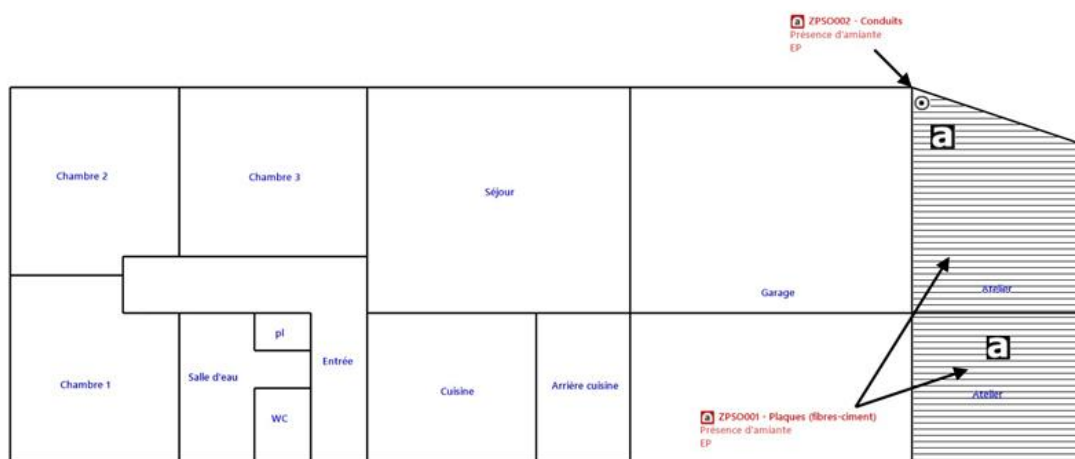 a ZPSO002 - Conduits
Présence d'amiante
EP
a
Chambre 2
Chambre 3
Séjour
Garage
Atelier
pl
Entrée
a
Chambre 1
Salle d'eau
Cuisine
Arrière cuisine
Atelier
WC
a ZPSO001 - Plaques (fibres-ciment)
Présence d'amiante
EP